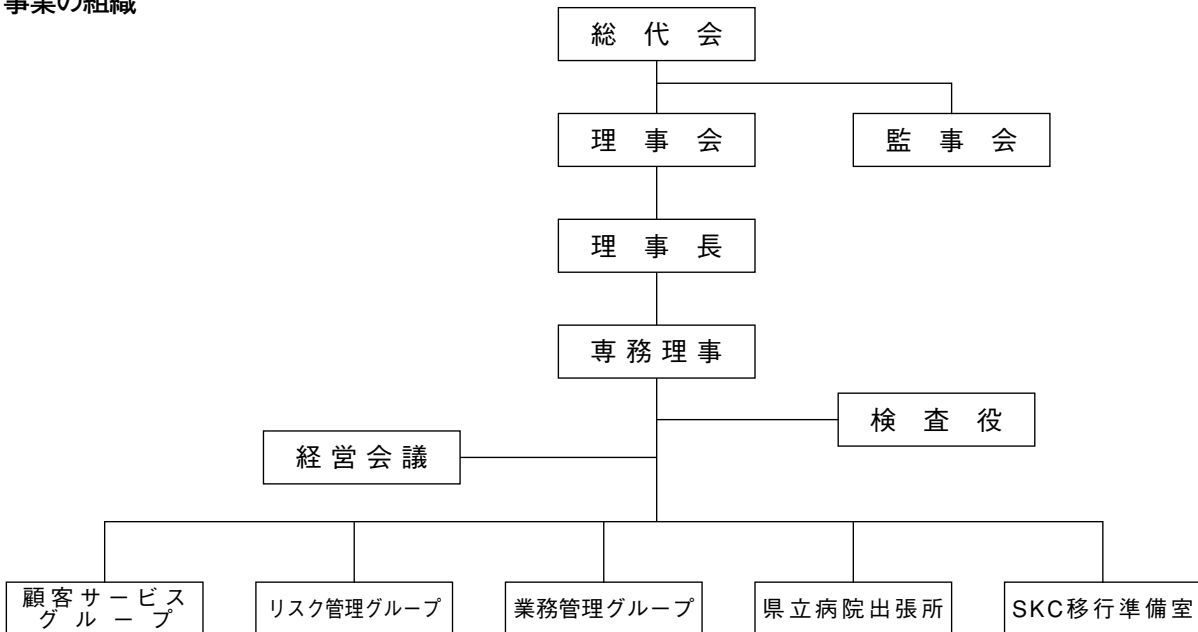 事業の組織
総代会
理事会
監事会
理事長
専務理事
検査役
経営会議
顧客サービス
グループ
リスク管理グループ
業務管理グループ
県立病院出張所
SKC移行準備室